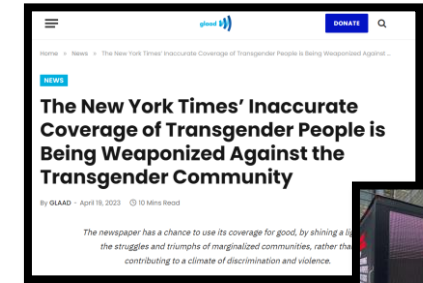 glaad
DONATE
Home » News » The New York Times' Inaccurate Coverage of Transgender People is Being Weaponized Against ...
NEWS
The New York Times' Inaccurate
Coverage of Transgender People is
Being Weaponized Against the
Transgender Community
By GLAAD – April 19, 2023 10 Mins Read
The newspaper has a chance to use its coverage for good, by shining a
the struggles and triumphs of marginalized communities, rather
contributing to a climate of discrimination and violence.